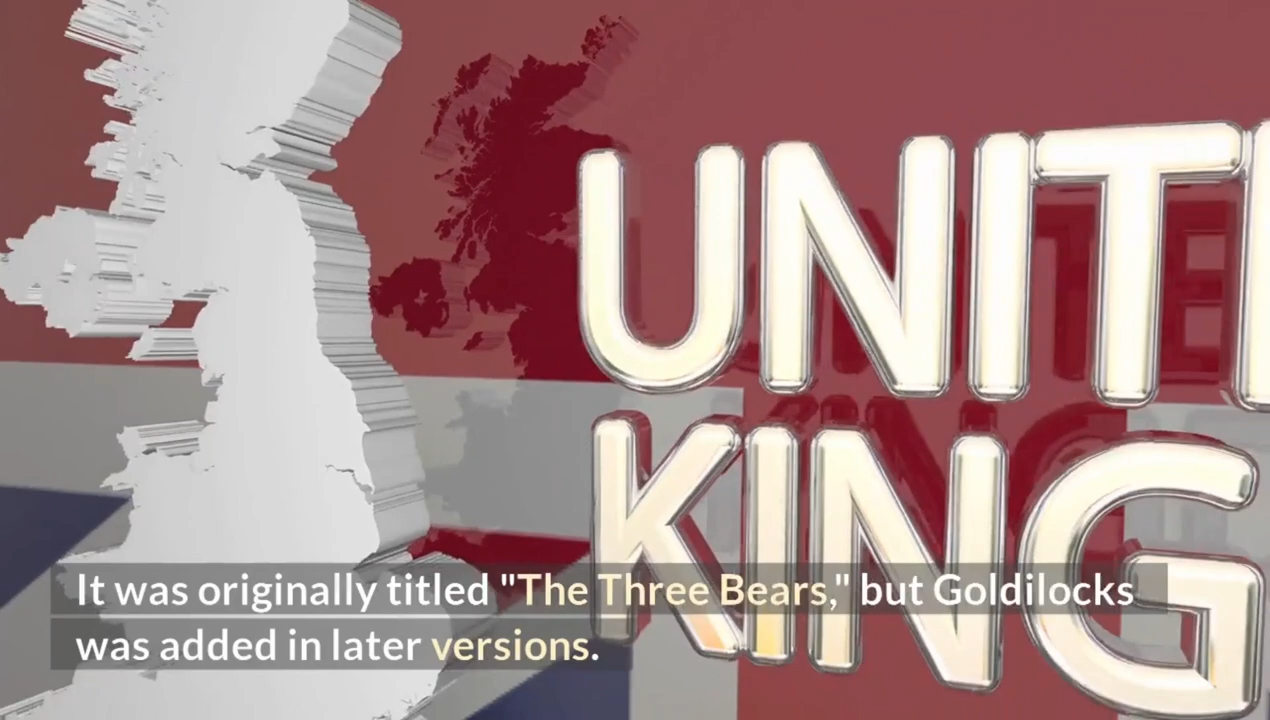 UNIT
KING
It was originally titled "The Three Bears," but Goldilocks
was added in later versions.